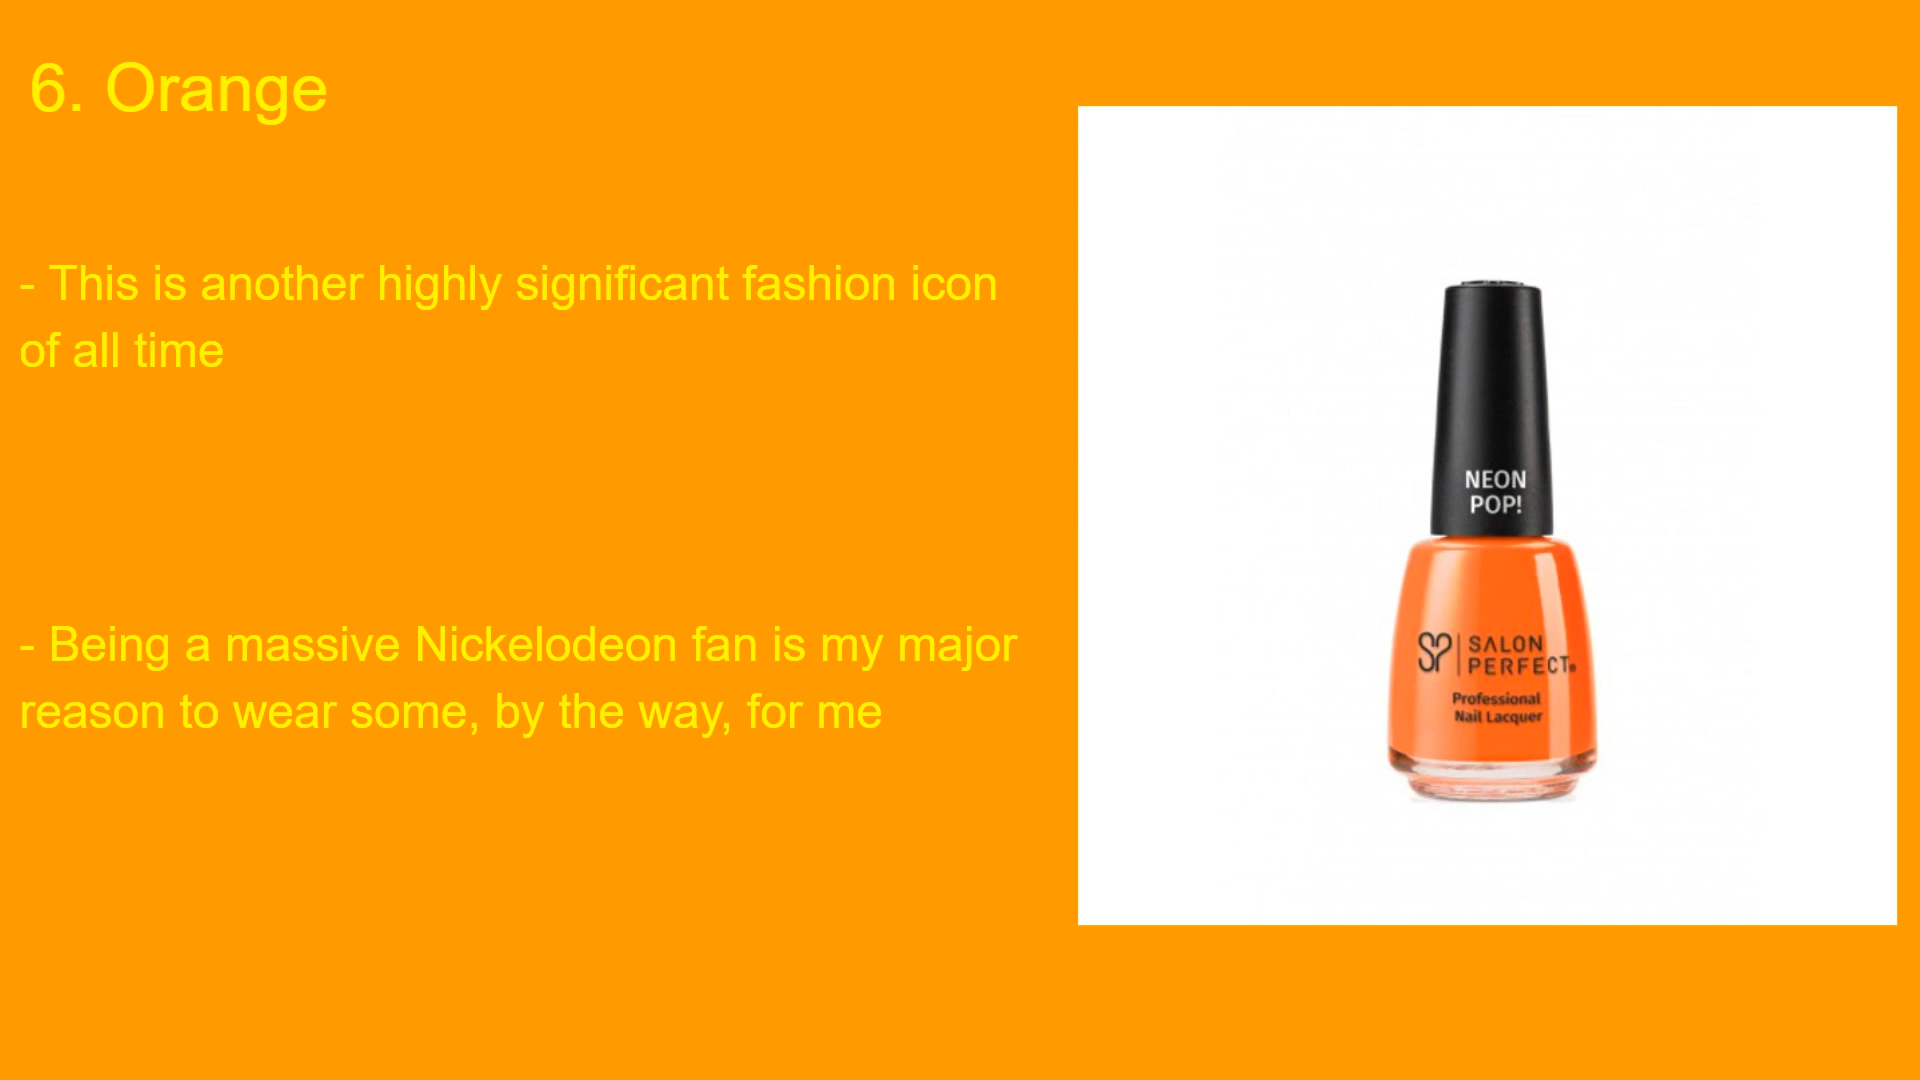 6. Orange
- This is another highly significant fashion icon
of all time
- Being a massive Nickelodeon fan is my major
reason to wear some, by the way, for me
NEON
POP!
SP SALON
PERFECT®
Professional
Nail Lacquer